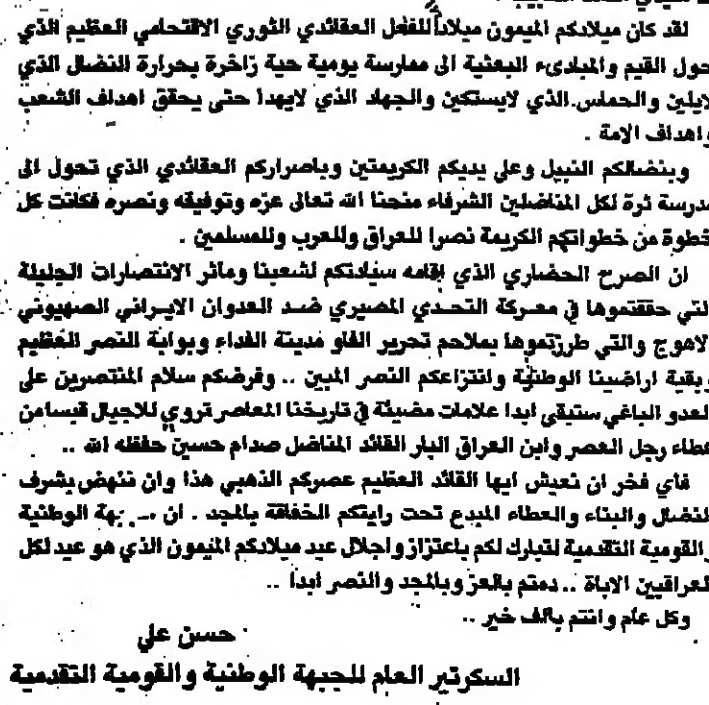 لقد كان ميلادكم الميمون ميلاداً للفعل العقائدي الثوري الاقتحامي العظيم الذي
حول القيم والمبادىء البعثية الى ممارسة يومية حية زاخرة بحرارة النضال الذي
لايلين والحماس الذي لايستكين والجهاد الذي لايهدأ حتى يحقق اهداف الشعب
واهداف الامة .
وبنضالكم النبيل وعلى يديكم الكريمتين وباصراركم العقائدي الذي تحول الى
مدرسة ثرة لكل المناضلين الشرفاء منحنا الله تعالى عزه وتوفيقه ونصره فكانت كل
خطوة من خطواتكم الكريمة نصرا للعراق وللعرب وللمسلمين .
ان الصرح الحضاري الذي اقامه سيادتكم لشعبنا ومآثر الانتصارات الجليلة
التي حققتموها في معركة التحدي المصيري ضد العدوان الايراني الصهيوني
الاهوج والتي طرزتموها بملاحم تحرير الفاو مدينة الفداء وبوابة النصر العظيم
وبقية اراضينا الوطنية وانتزاعكم النصر المبين .. وفرضكم سلام المنتصرين على
العدو الباغي ستبقى ابدا علامات مضيئة في تاريخنا المعاصر تروي للاجيال قبسا من
عطاء رجل العصر وابن العراق البار القائد المناضل صدام حسين حفظه الله ..
فأي فخر ان نعيش ايها القائد العظيم عصركم الذهبي هذا وان ننهض بشرف
النضال والبناء والعطاء المبدع تحت رايتكم الخفاقة بالمجد . ان الوطنية
والقومية التقدمية لتبارك لكم باعتزاز واجلال عيد ميلادكم الميمون الذي هو عيد لكل
العراقيين الاباة .. دمتم بالعز وبالمجد والنصر ابدا ..
وكل عام وانتم بالف خير ..
حسن علي
السكرتير العام للجبهة الوطنية والقومية التقدمية